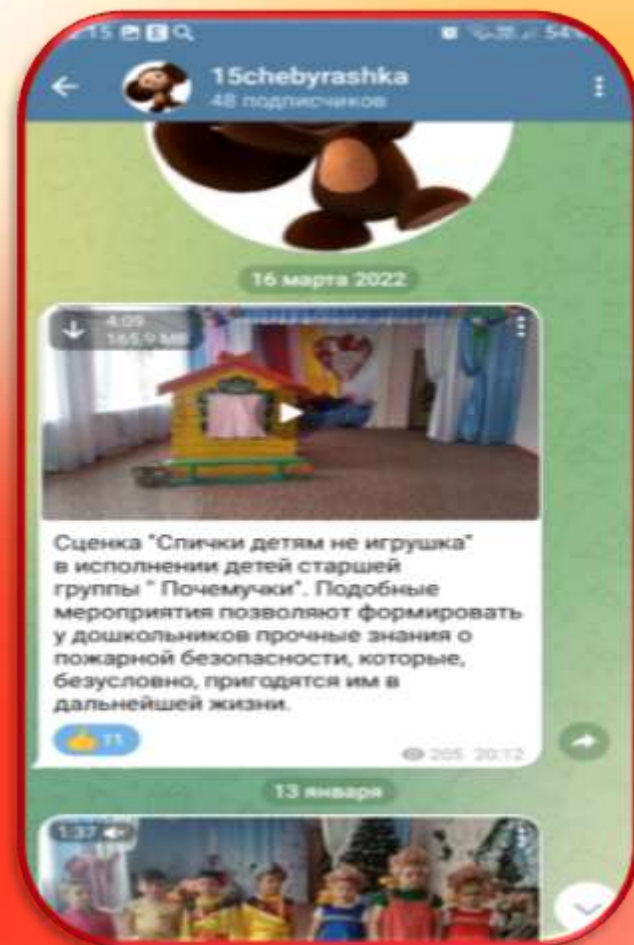 15chebyrashka
48 подписчиков
16 марта 2022
4:09
165,9 MB
Сценка "Спички детям не игрушка"
в исполнении детей старшей
группы " Почемучки". Подобные
мероприятия позволяют формировать
у дошкольников прочные знания о
пожарной безопасности, которые,
безусловно, пригодятся им в
дальнейшей жизни.
11
205 20:12
13 января
1:37